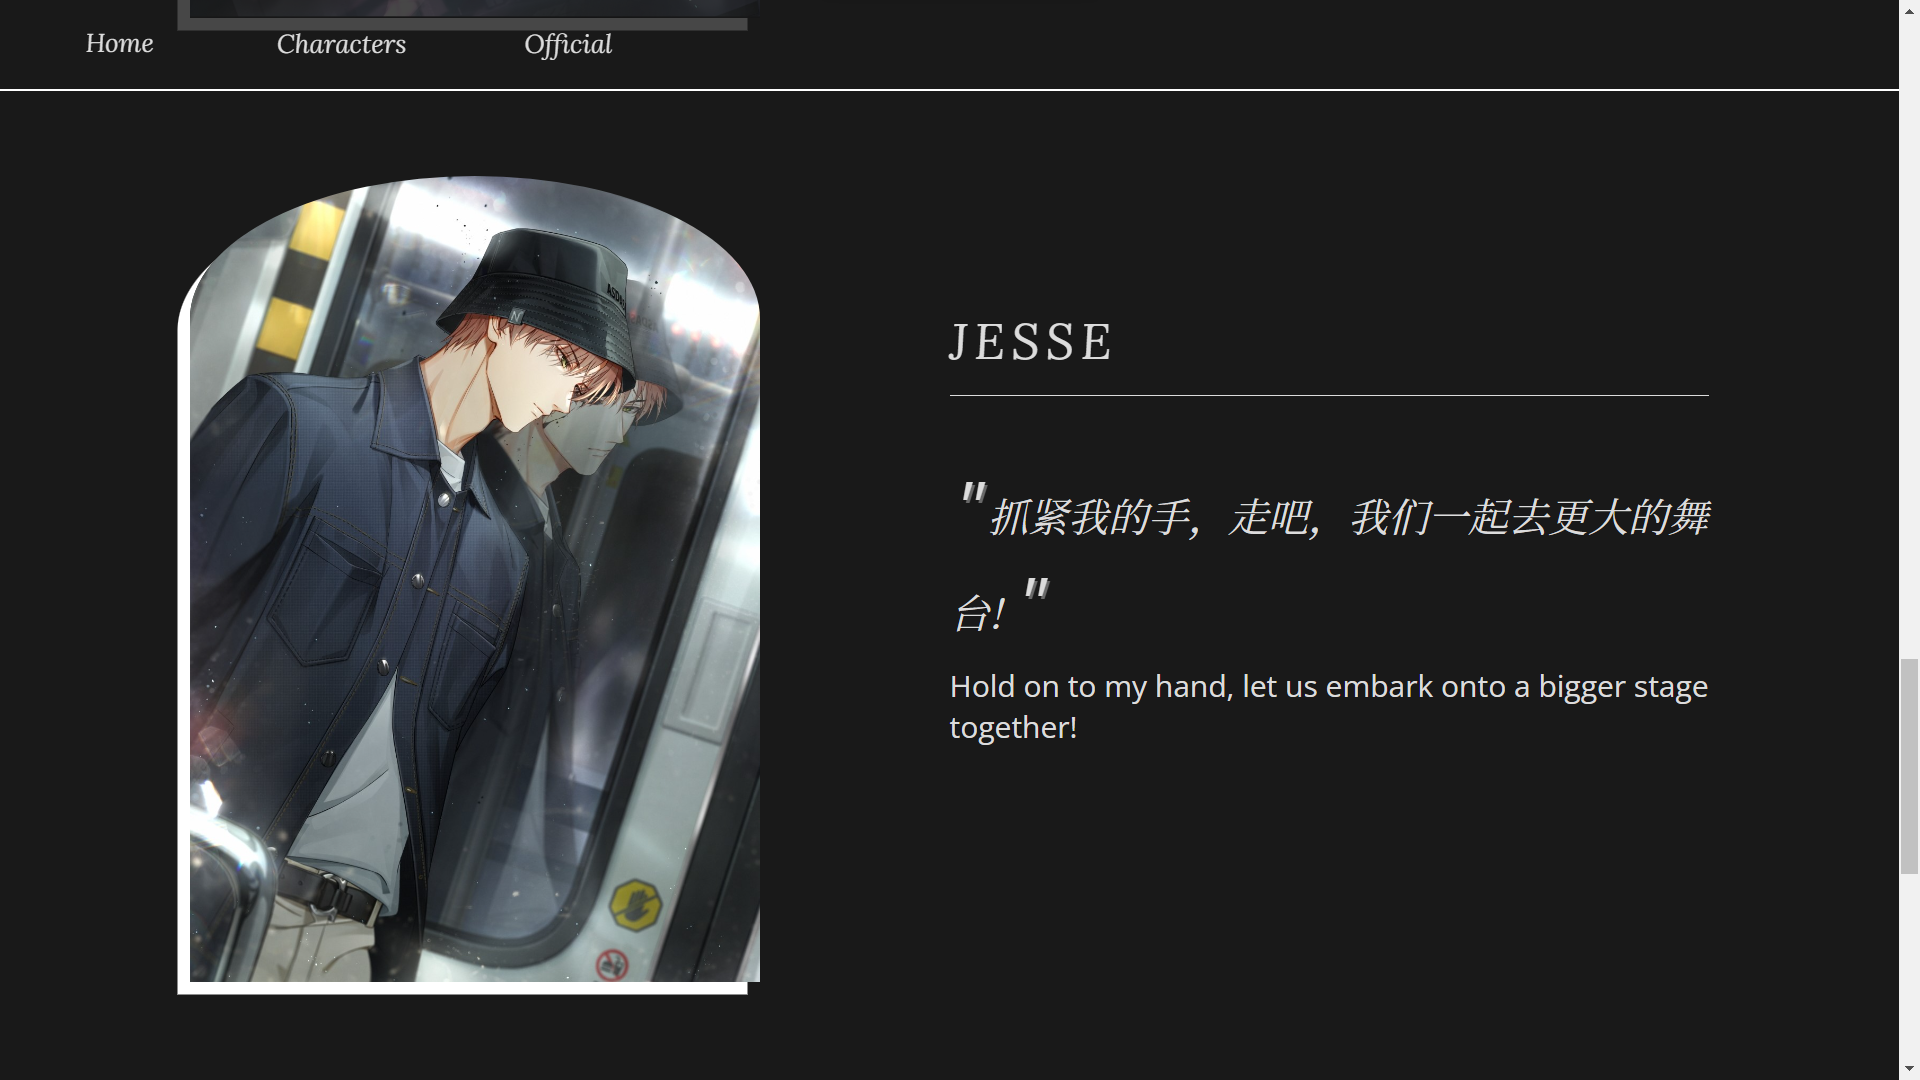 Home Characters Official
JESSE
"抓紧我的手，走吧，我们一起去更大的舞
台! "
Hold on to my hand, let us embark onto a bigger stage
together!
N